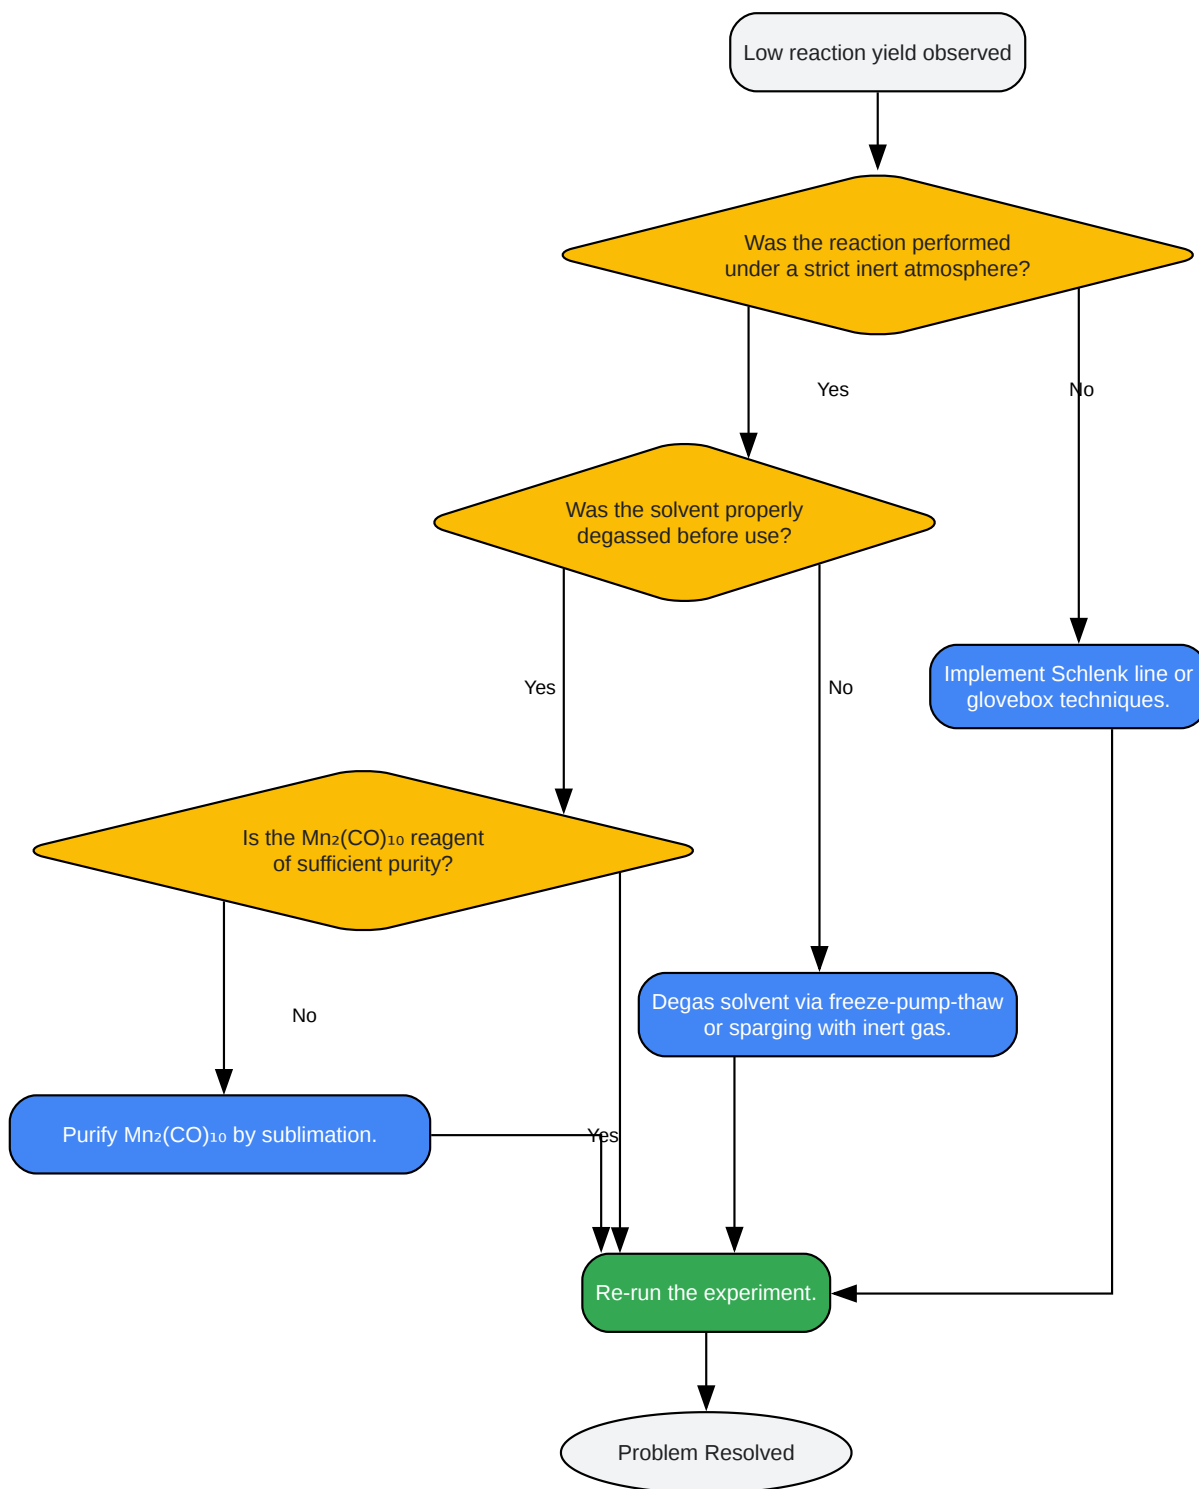 Low reaction yield observed
Was the reaction performed
under a strict inert atmosphere?
Yes
No
Was the solvent properly
degassed before use?
Yes
No
Implement Schlenk line or
glovebox techniques.
Is the Mn₂(CO)₁₀ reagent
of sufficient purity?
No
Degas solvent via freeze-pump-thaw
or sparging with inert gas.
Purify Mn₂(CO)₁₀ by sublimation.
Yes
Re-run the experiment.
Problem Resolved